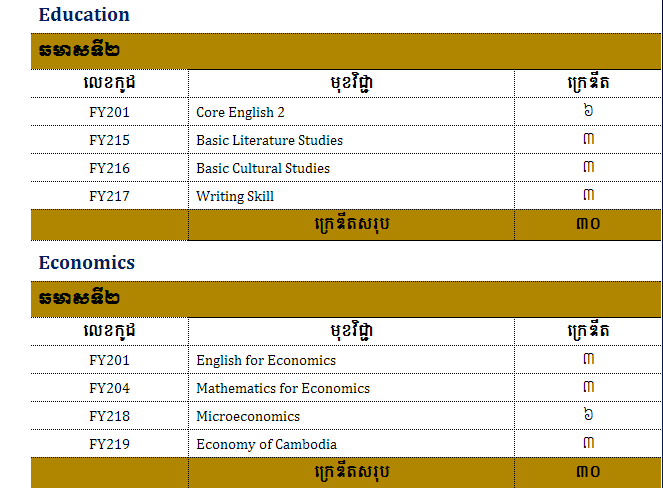 Education
ឆមាសទី២
លេខកូដ មុខវិជ្ជា ក្រេឌីត
FY201 Core English 2 ៦
FY215 Basic Literature Studies ៣
FY216 Basic Cultural Studies ៣
FY217 Writing Skill ៣
ក្រេឌីតសរុប ៣០
Economics
ឆមាសទី២
លេខកូដ មុខវិជ្ជា ក្រេឌីត
FY201 English for Economics ៣
FY204 Mathematics for Economics ៣
FY218 Microeconomics ៦
FY219 Economy of Cambodia ៣
ក្រេឌីតសរុប ៣០